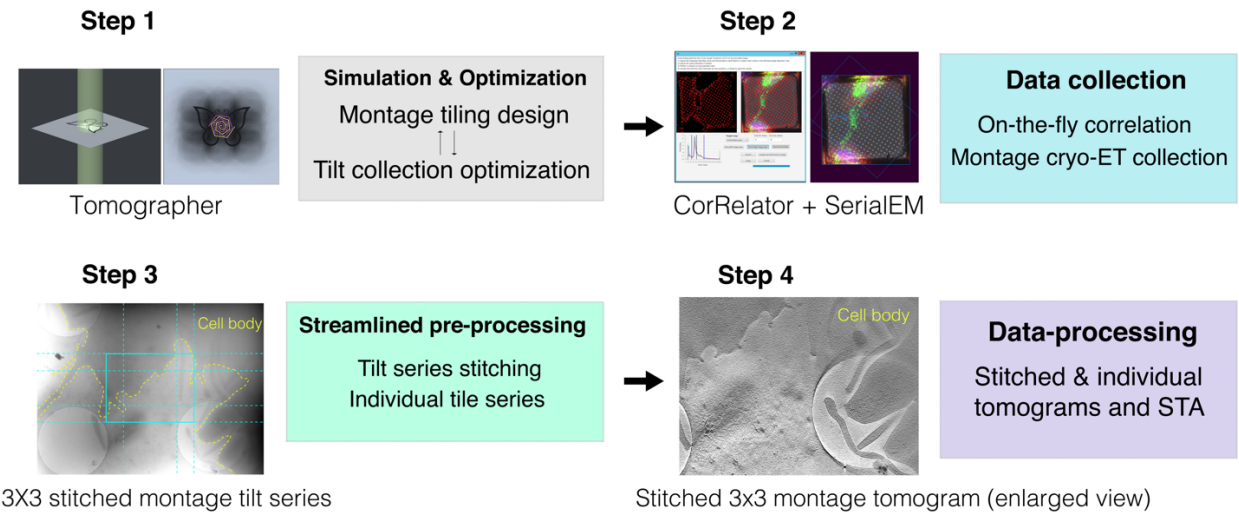 Step 1
Simulation & Optimization
Montage tiling design
Tilt collection optimization
Tomographer
Step 2
Data collection
On-the-fly correlation
Montage cryo-ET collection
CorRelator + SerialEM
Step 3
Cell body
Streamlined pre-processing
Tilt series stitching
Individual tile series
3X3 stitched montage tilt series
Step 4
Cell body
Data-processing
Stitched & individual
tomograms and STA
Stitched 3x3 montage tomogram (enlarged view)